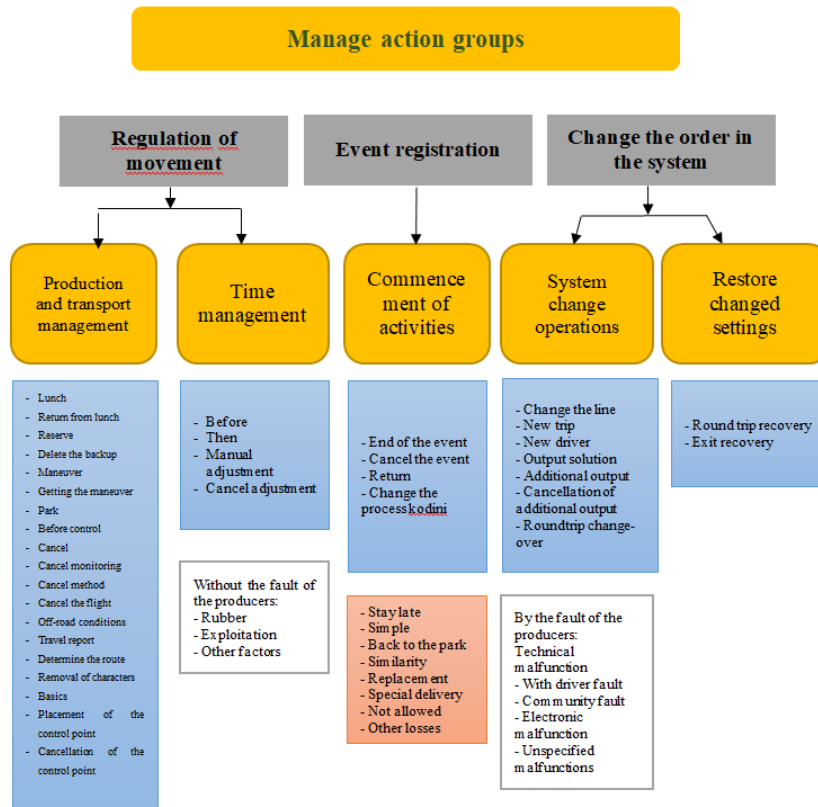 Manage action groups
Regulation of
movement
Event registration
Change the order in
the system
Production
and transport
management
Time
management
Commence
ment of
activities
System
change
operations
Restore
changed
settings
- Lunch
- Return from lunch
- Reserve
- Delete the backup
- Maneuver
- Getting the maneuver
- Park
- Before control
- Cancel
- Cancel monitoring
- Cancel method
- Cancel the flight
- Off-road conditions
- Travel report
- Determine the route
- Removal of characters
- Basics
- Placement of the
control point
- Cancellation of the
control point
- Before
- Then
- Manual
adjustment
- Cancel adjustment
- End of the event
- Cancel the event
- Return
- Change the
process kodini
- Change the line
- New trip
- New driver
- Output solution
- Additional output
- Cancellation of
additional output
- Roundtrip change-
over
- Round trip recovery
- Exit recovery
Without the fault of
the producers:
- Rubber
- Exploitation
- Other factors
- Stay late
- Simple
- Back to the park
- Similarity
- Replacement
- Special delivery
- Not allowed
- Other losses
By the fault of the
producers:
Technical
malfunction
- With driver fault
- Community fault
- Electronic
malfunction
- Unspecified
malfunctions